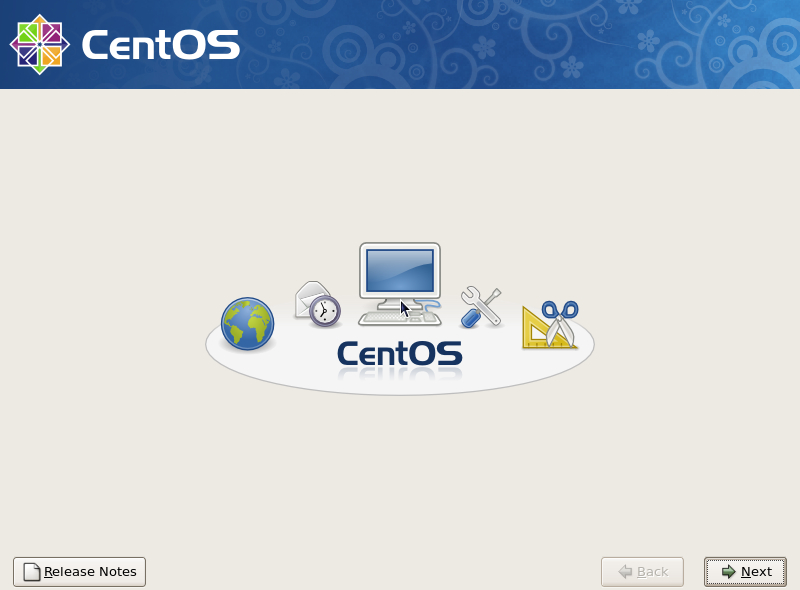 CentOS
CentOS
Release Notes
Back
Next